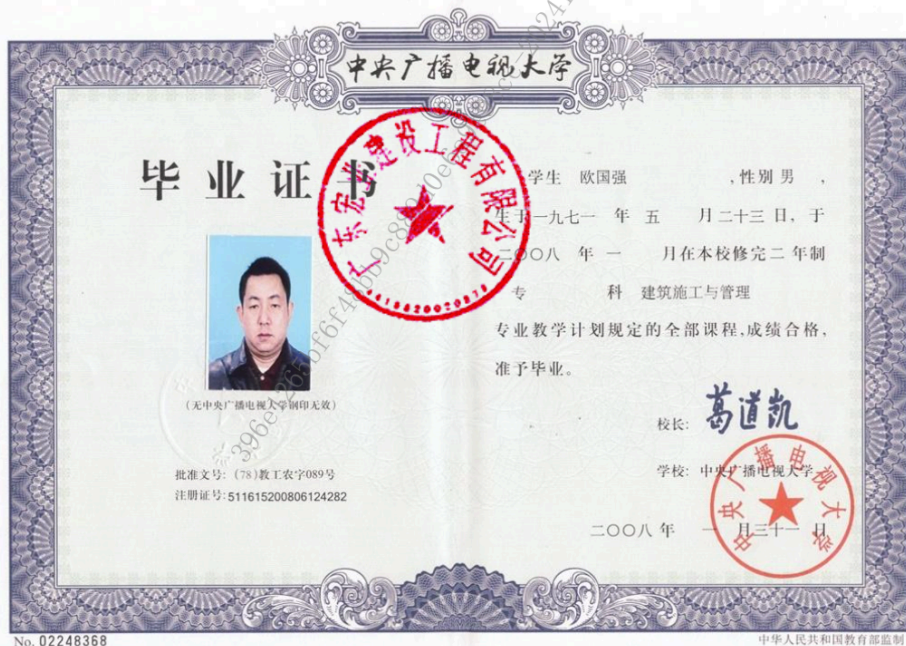 中央广播电视大学
毕业证书
学生 欧国强 ,性别 男 ,
生于一九七一 年 五 月二十三日, 于
二〇〇八 年 一 月在本校修完二年制
专 科 建筑施工与管理
专业教学计划规定的全部课程,成绩合格,
准予毕业。
(无中央广播电视大学钢印无效)
批准文号: (78)教工农字089号
注册证号: 511615200806124282
校长: 葛道凯
学校: 中央广播电视大学
二〇〇八 年 一 月三十一 日
中央广播电视大学
建设工程有限公司
No. 02248368
中华人民共和国教育部监制